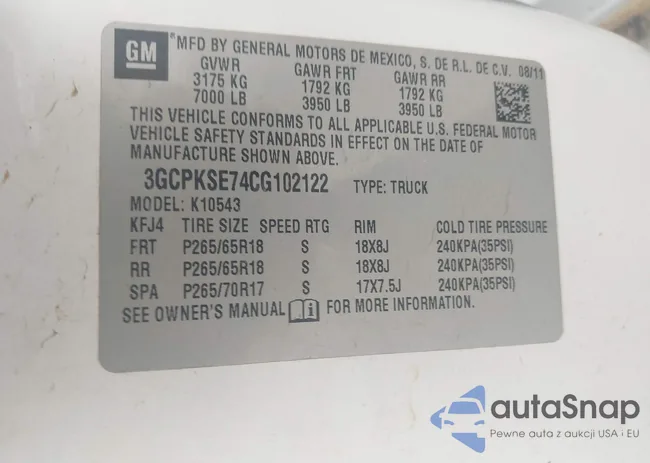 GM
*MFD BY GENERAL MOTORS DE MEXICO, S. DE R.L. DE C.V. 08/11
GVWR GAWR FRT GAWR RR
3175 KG 1792 KG 1792 KG
7000 LB 3950 LB 3950 LB
THIS VEHICLE CONFORMS TO ALL APPLICABLE U.S. FEDERAL MOTOR
VEHICLE SAFETY STANDARDS IN EFFECT ON THE DATE OF
MANUFACTURE SHOWN ABOVE.
3GCPKSE74CG102122 TYPE: TRUCK
MODEL: K10543
KFJ4 TIRE SIZE SPEED RTG RIM COLD TIRE PRESSURE
FRT P265/65R18 S 18X8J 240KPA(35PSI)
RR P265/65R18 S 18X8J 240KPA(35PSI)
SPA P265/70R17 S 17X7.5J 240KPA(35PSI)
SEE OWNER'S MANUAL FOR MORE INFORMATION.
autaSnap
Pewne auta z aukcji USA i EU